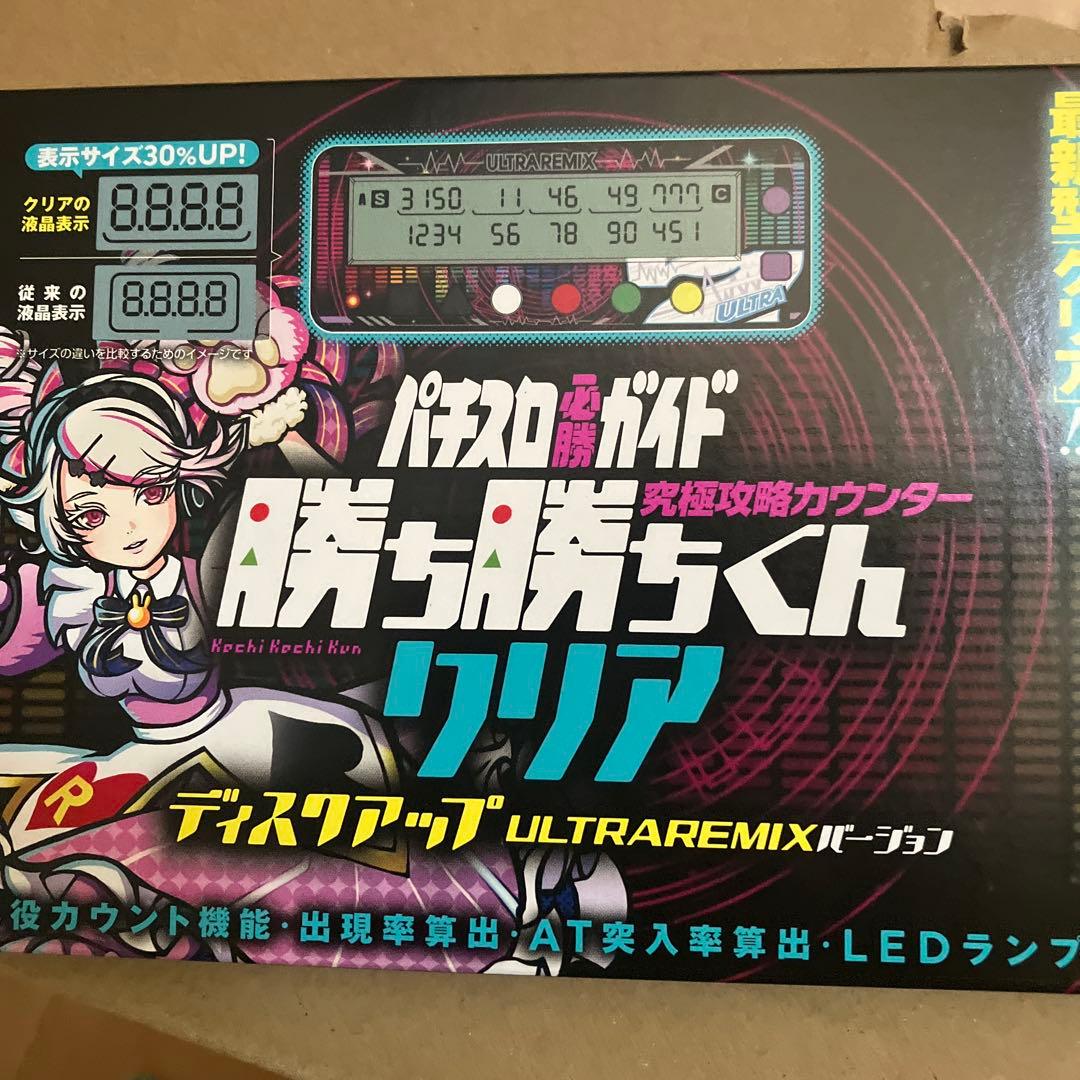 表示サイズ30%UP!
クリアの
液晶表示
8.8.8.8
従来の
液晶表示
8.8.8.8
※サイズの違いを比較するためのイメージです
ULTRAREMIX
A S 3150 11 46 49 777 C
1234 56 78 90 451
ULTRA
最新型「クリア」!!
パチスロ必勝ガイド
究極攻略カウンター
勝ち勝ちくん
Kachi Kachi Kun
クリア
R
ディスクアップ ULTRAREMIXバージョン
役カウント機能・出現率算出・AT突入率算出・LEDランプ